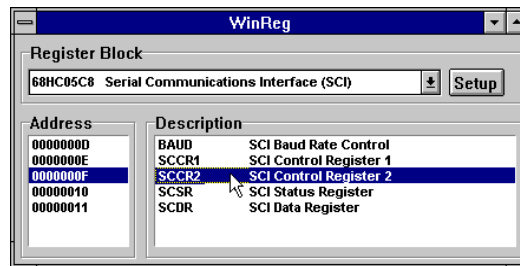 WinReg
Register Block
68HC05C8 Serial Communications Interface (SCI) Setup
Address Description
0000000D BAUD SCI Baud Rate Control
0000000E SCCR1 SCI Control Register 1
0000000F SCCR2 SCI Control Register 2
00000010 SCSR SCI Status Register
00000011 SCDR SCI Data Register